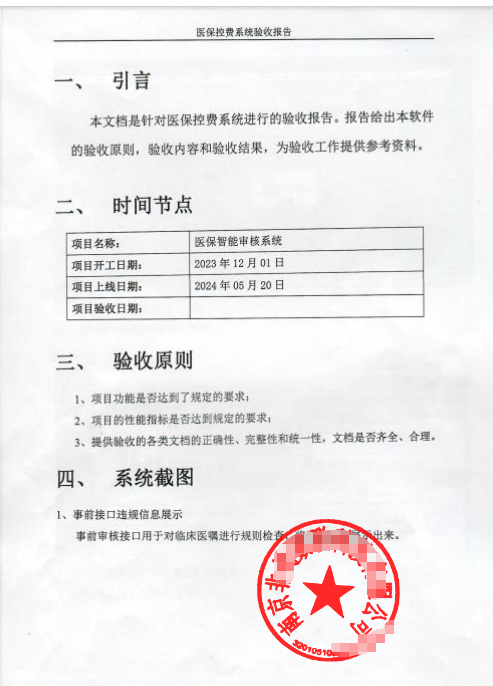 医保控费系统验收报告
一、 引言
本文档是针对医保控费系统进行的验收报告。报告给出本软件
的验收原则，验收内容和验收结果，为验收工作提供参考资料。
二、 时间节点
项目名称： 医保智能审核系统
项目开工日期： 2023 年 12 月 01 日
项目上线日期： 2024 年 05 月 20 日
项目验收日期：
三、 验收原则
1、项目功能是否达到了规定的要求；
2、项目的性能指标是否达到规定的要求；
3、提供验收的各类文档的正确性、完整性和统一性，文档是否齐全、合理。
四、 系统截图
1、事前接口违规信息展示
事前审核接口用于对临床医嘱进行规则检查，出来。
南京 公司
3201051